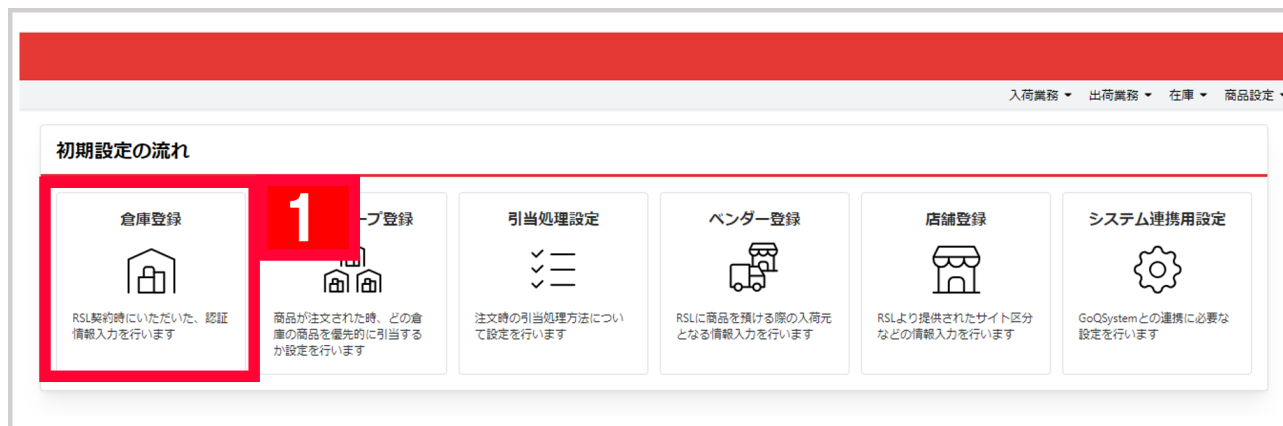 入荷業務 出荷業務 在庫 商品設定
初期設定の流れ
1
倉庫登録
RSL契約時にいただいた、認証
情報入力を行います
ープ登録
商品が注文された時、どの倉
庫の商品を優先的に引当する
か設定を行います
引当処理設定
注文時の引当処理方法につい
て設定を行います
ベンダー登録
RSLに商品を預ける際の入荷元
となる情報入力を行います
店舗登録
RSLより提供されたサイト区分
などの情報入力を行います
システム連携用設定
GoQSystemとの連携に必要な
設定を行います